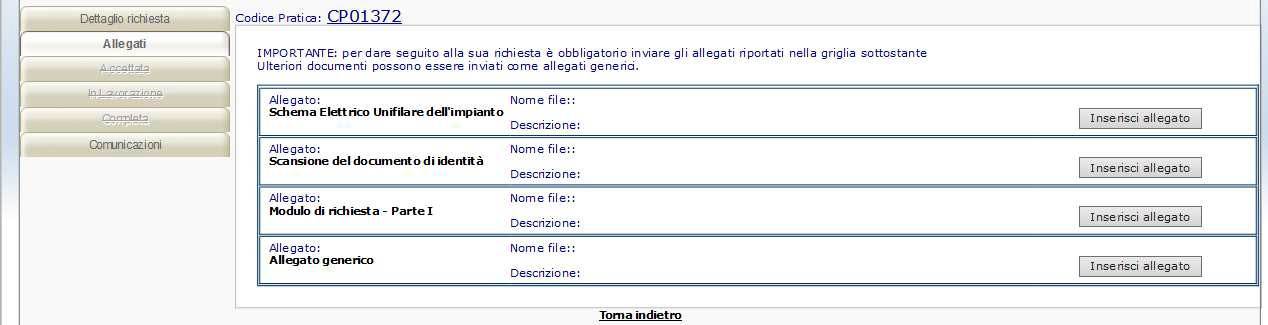 Dettaglio richiesta
Allegati
Accettata
In Lavorazione
Completa
Comunicazioni
Codice Pratica: CP01372
IMPORTANTE: per dare seguito alla sua richiesta è obbligatorio inviare gli allegati riportati nella griglia sottostante
Ulteriori documenti possono essere inviati come allegati generici.
Allegato: Nome file::
Schema Elettrico Unifilare dell'impianto
Descrizione: Inserisci allegato
Allegato: Nome file::
Scansione del documento di identità
Descrizione: Inserisci allegato
Allegato: Nome file::
Modulo di richiesta - Parte I
Descrizione: Inserisci allegato
Allegato: Nome file::
Allegato generico
Descrizione: Inserisci allegato
Torna indietro